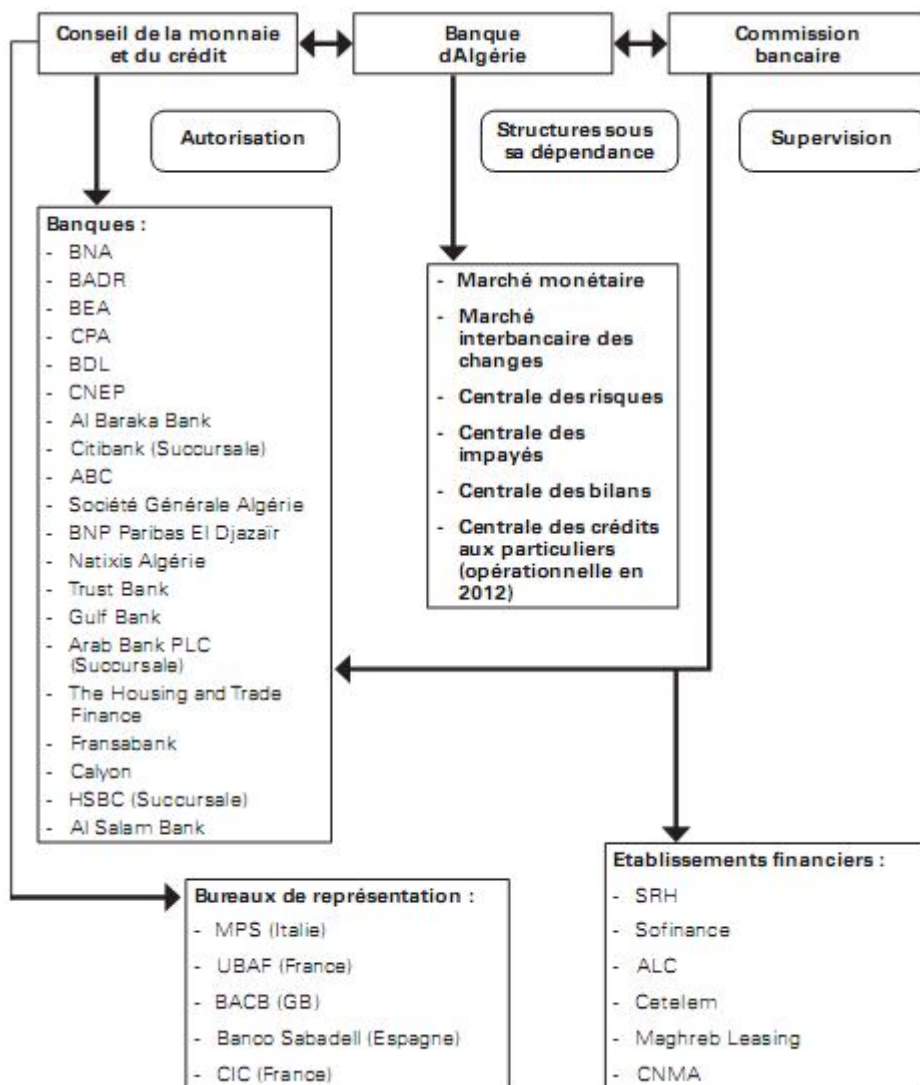 Conseil de la monnaie
et du crédit
Banque
dAlgérie
Commission
bancaire
Autorisation
Structures sous
sa dépendance
Supervision
Banques :
- BNA
- BADR
- BEA
- CPA
- BDL
- CNEP
- Al Baraka Bank
- Citibank (Succursale)
- ABC
- Société Générale Algérie
- BNP Paribas El Djazaïr
- Natixis Algérie
- Trust Bank
- Gulf Bank
- Arab Bank PLC
(Succursale)
- The Housing and Trade
Finance
- Fransabank
- Calyon
- HSBC (Succursale)
- Al Salam Bank
- Marché monétaire
- Marché
interbancaire des
changes
- Centrale des risques
- Centrale des
impayés
- Centrale des bilans
- Centrale des crédits
aux particuliers
(opérationnelle en
2012)
Bureaux de représentation :
- MPS (Italie)
- UBAF (France)
- BACB (GB)
- Banco Sabadell (Espagne)
- CIC (France)
Etablissements financiers :
- SRH
- Sofinance
- ALC
- Cetelem
- Maghreb Leasing
- CNMA